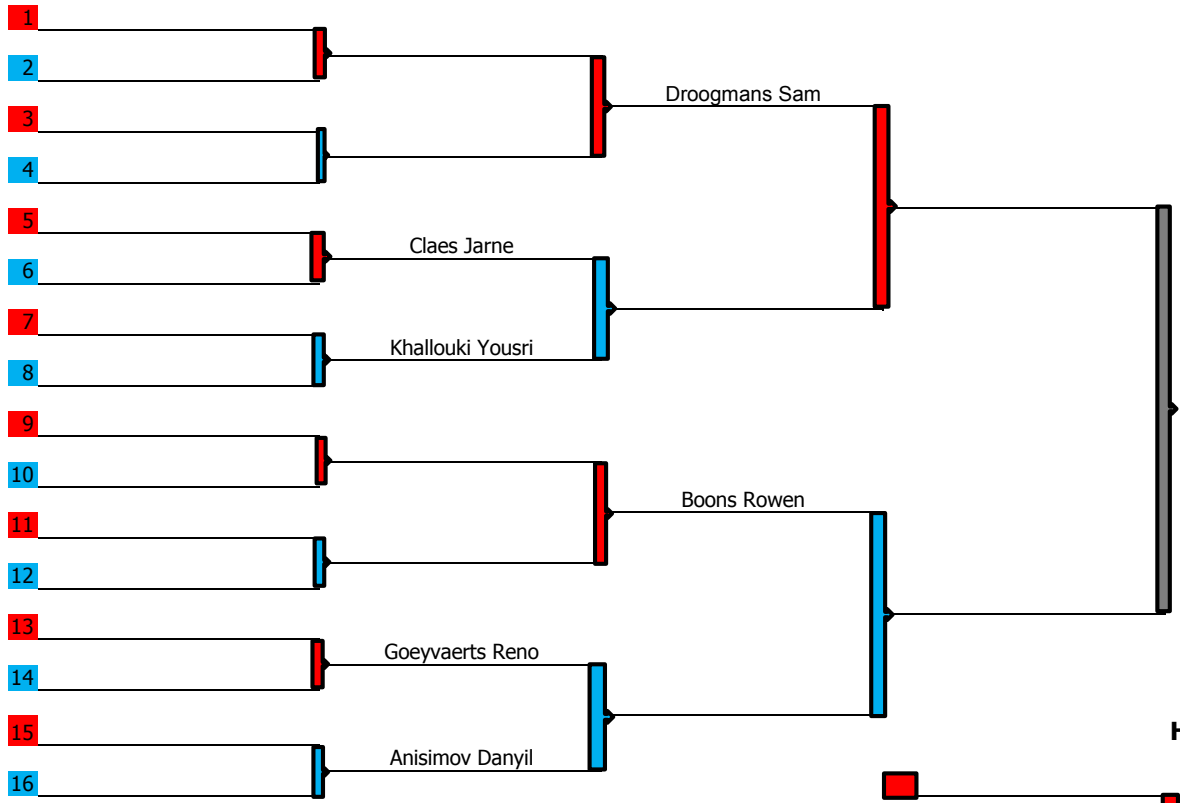 1
2
Droogmans Sam
3
4
5
Claes Jarne
6
7
Khallouki Yousri
8
9
10
Boons Rowen
11
12
13
Goeyvaerts Reno
14
15
H
Anisimov Danyil
16